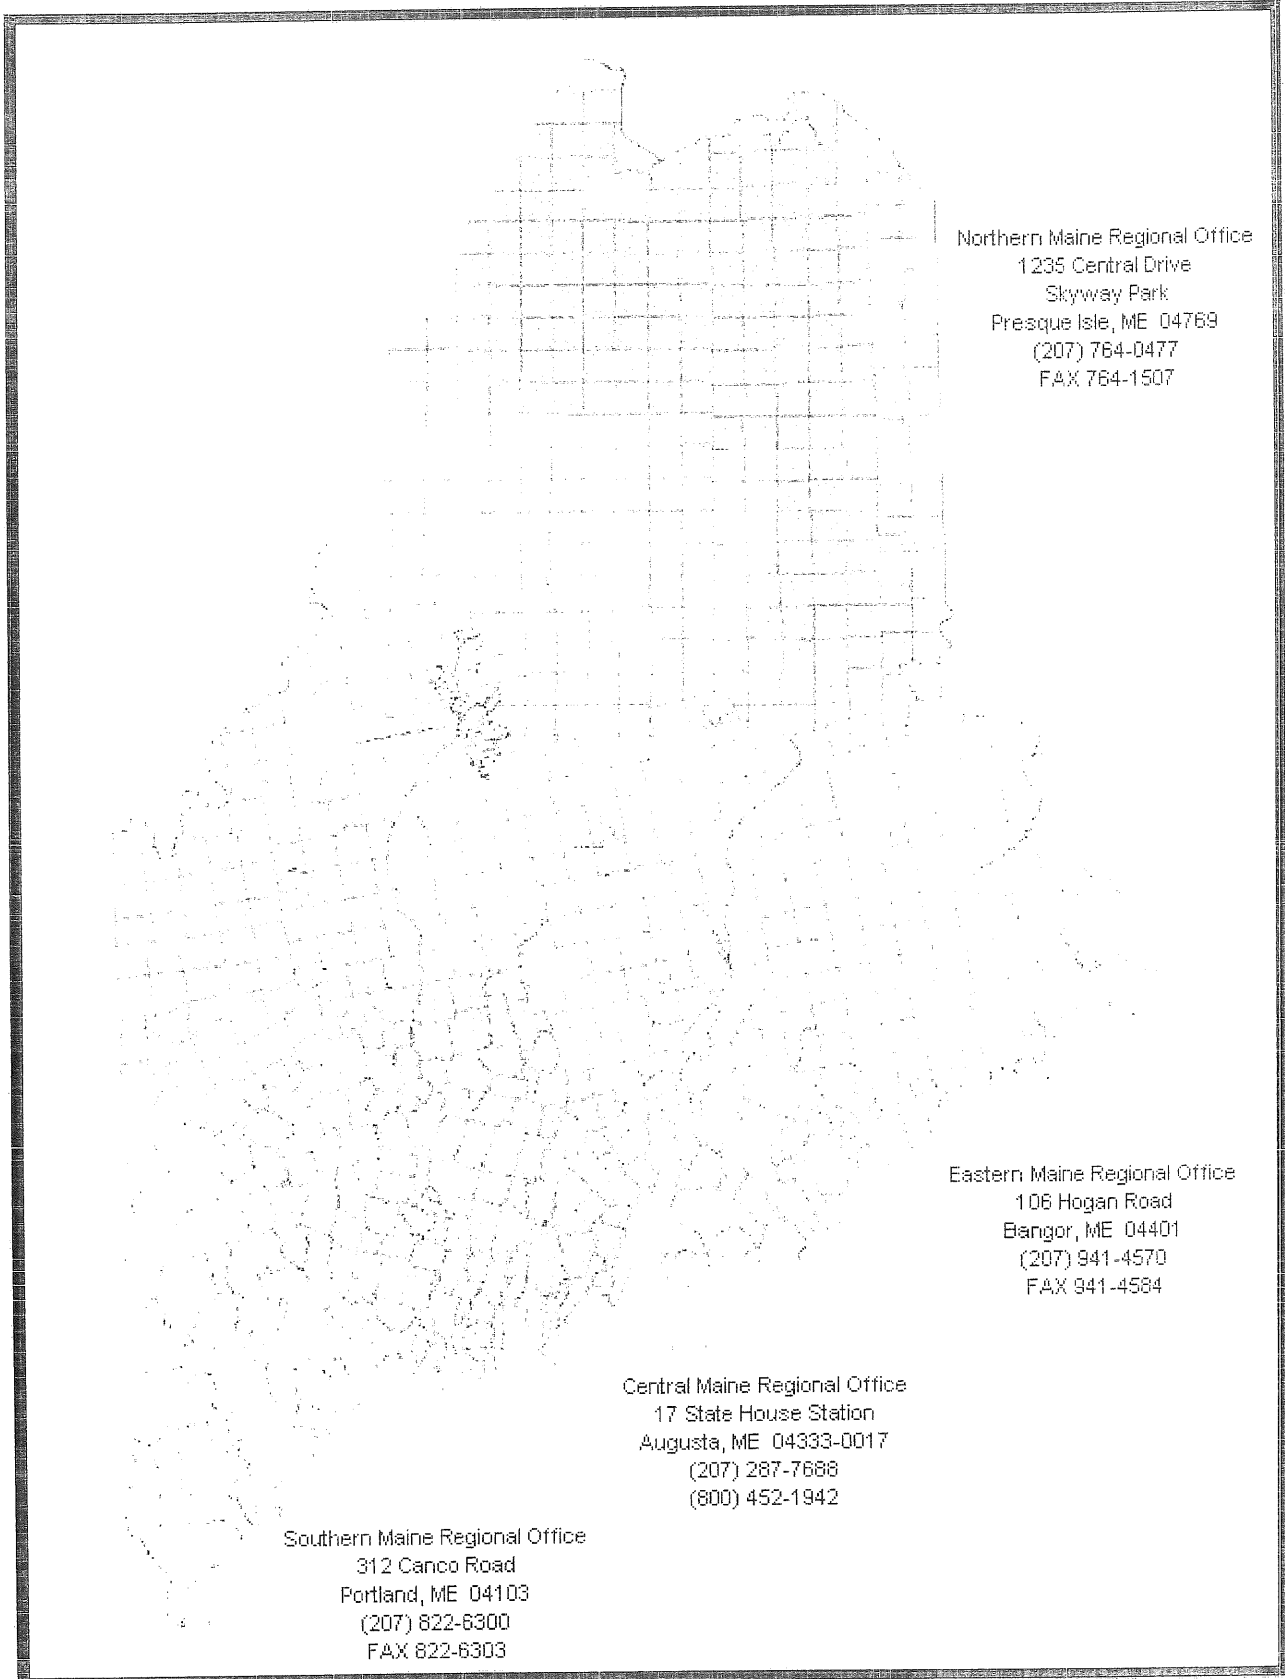 Northern Maine Regional Office
1235 Central Drive
Skyway Park
Presque Isle, ME 04769
(207) 764-0477
FAX 764-1507
Eastern Maine Regional Office
106 Hogan Road
Bangor, ME 04401
(207) 941-4570
FAX 941-4584
Central Maine Regional Office
17 State House Station
Augusta, ME 04333-0017
(207) 287-7688
(800) 452-1942
Southern Maine Regional Office
312 Canco Road
Portland, ME 04103
(207) 822-6300
FAX 822-6303